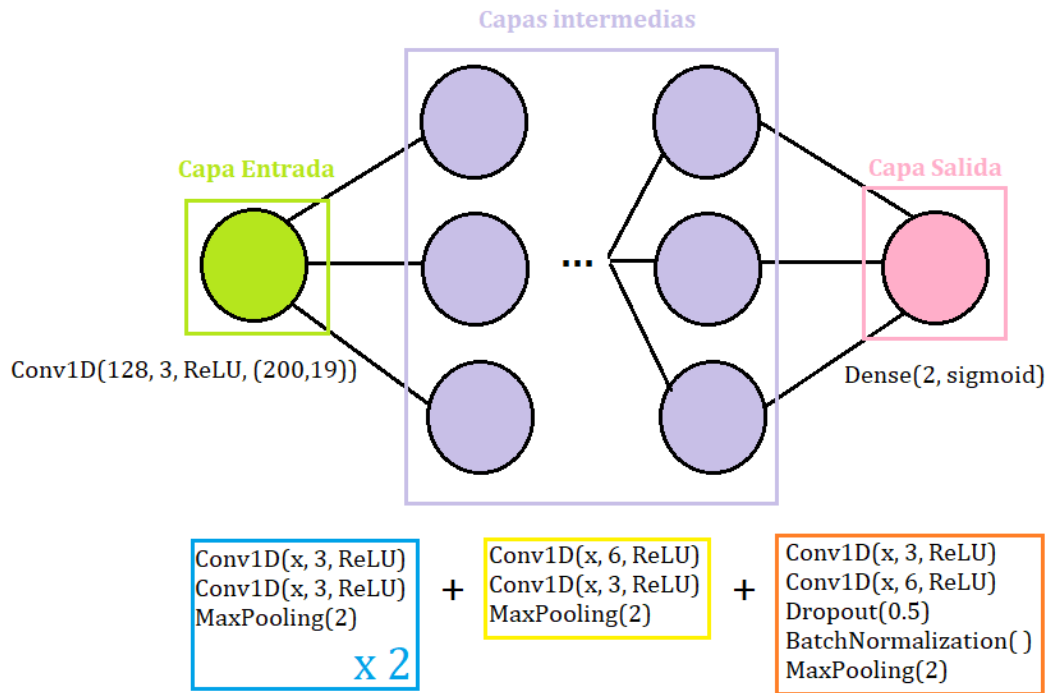 Capas intermedias
Capa Entrada
Capa Salida
...
Conv1D(128, 3, ReLU, (200,19))
Dense(2, sigmoid)
Conv1D(x, 3, ReLU)
Conv1D(x, 3, ReLU)
MaxPooling(2)
x 2
+
Conv1D(x, 6, ReLU)
Conv1D(x, 3, ReLU)
MaxPooling(2)
+
Conv1D(x, 3, ReLU)
Conv1D(x, 6, ReLU)
Dropout(0.5)
BatchNormalization( )
MaxPooling(2)